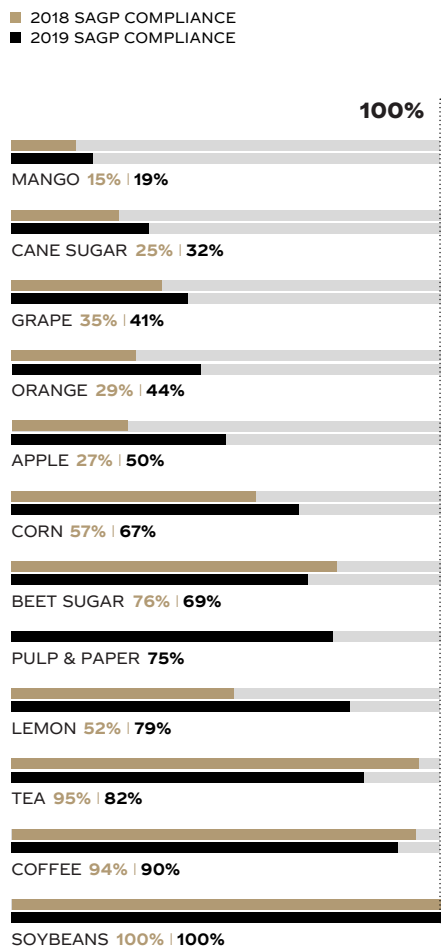 2018 SAGP COMPLIANCE
2019 SAGP COMPLIANCE
100%
MANGO 15% | 19%
CANE SUGAR 25% | 32%
GRAPE 35% | 41%
ORANGE 29% | 44%
APPLE 27% | 50%
CORN 57% | 67%
BEET SUGAR 76% | 69%
PULP & PAPER 75%
LEMON 52% | 79%
TEA 95% | 82%
COFFEE 94% | 90%
SOYBEANS 100% | 100%